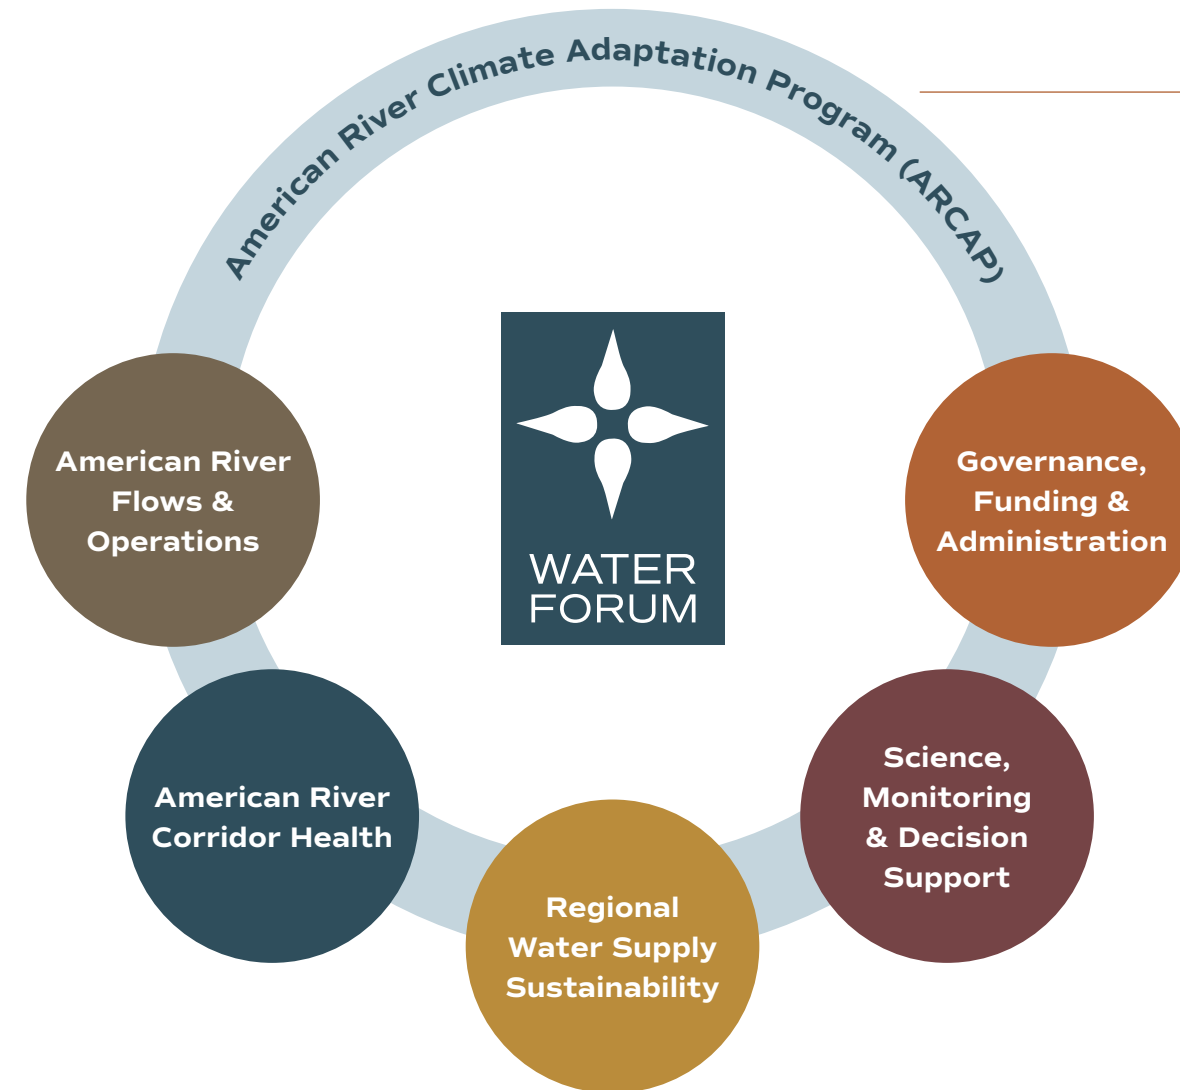 American River Climate Adaptation Program (ARCAP)
WATER
FORUM
American River
Flows &
Operations
American River
Corridor Health
Regional
Water Supply
Sustainability
Science,
Monitoring
& Decision
Support
Governance,
Funding &
Administration